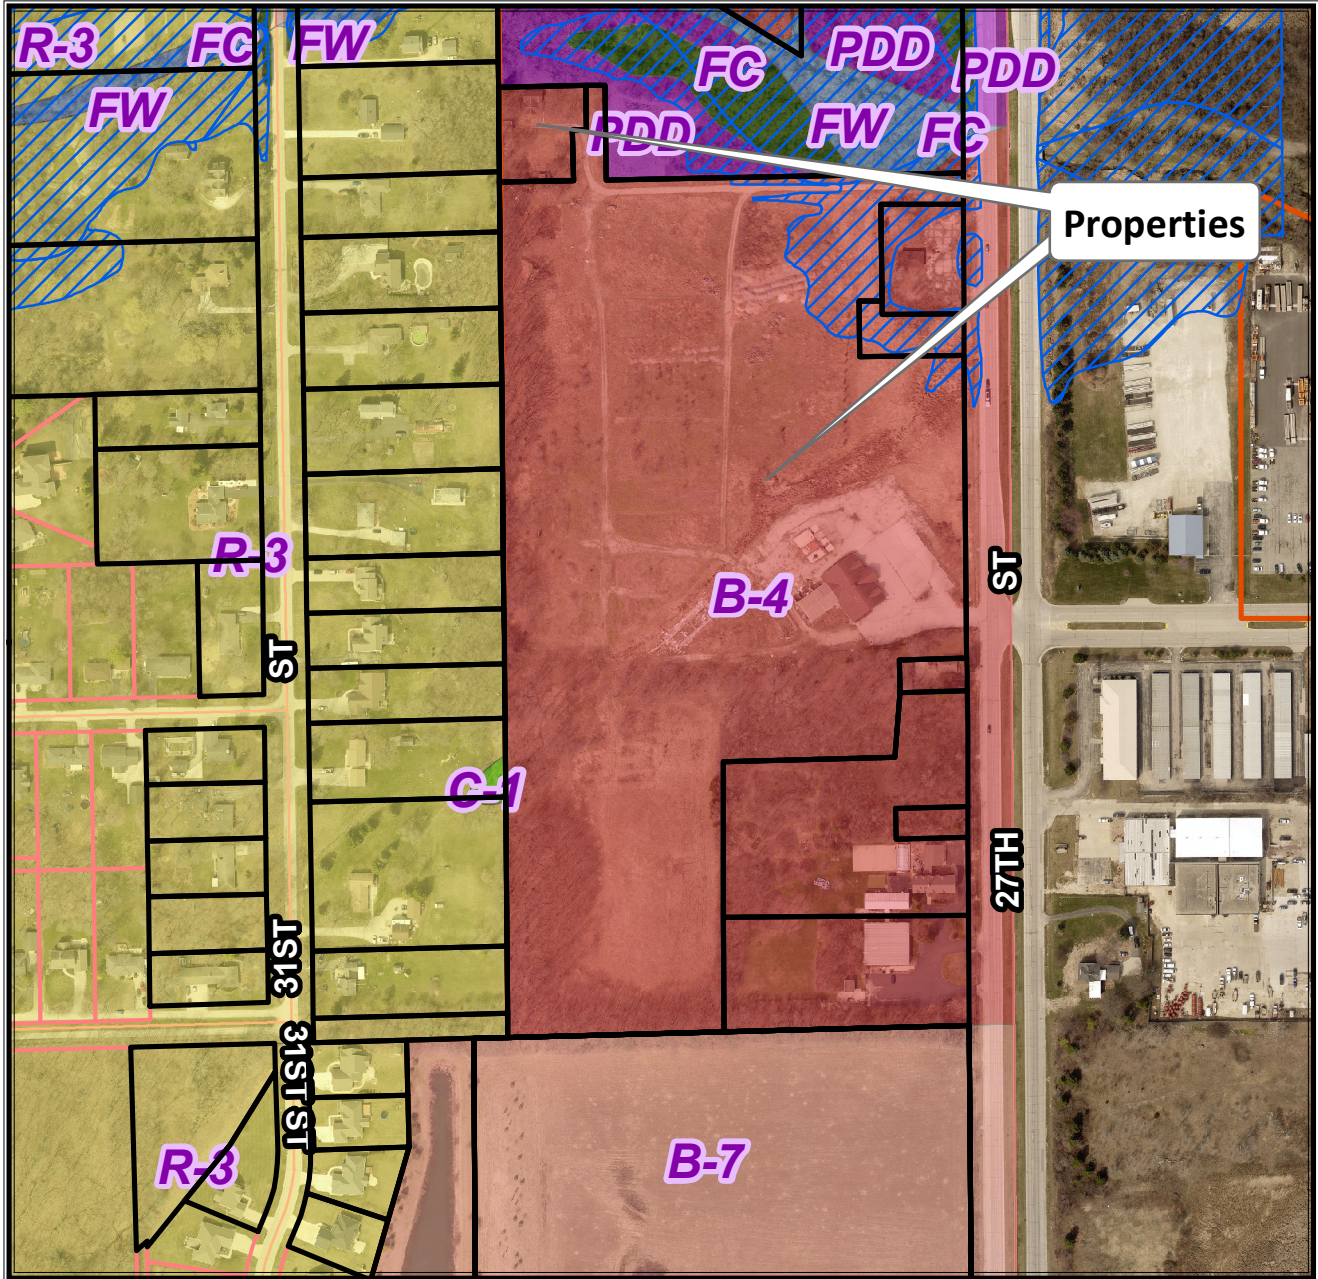 R-3
FC
FW
FW
FC
PDD
PDD
PDD
FW
FC
Properties
R-3
ST
B-4
ST
C-1
27TH
31ST
31ST
ST
R-3
B-7